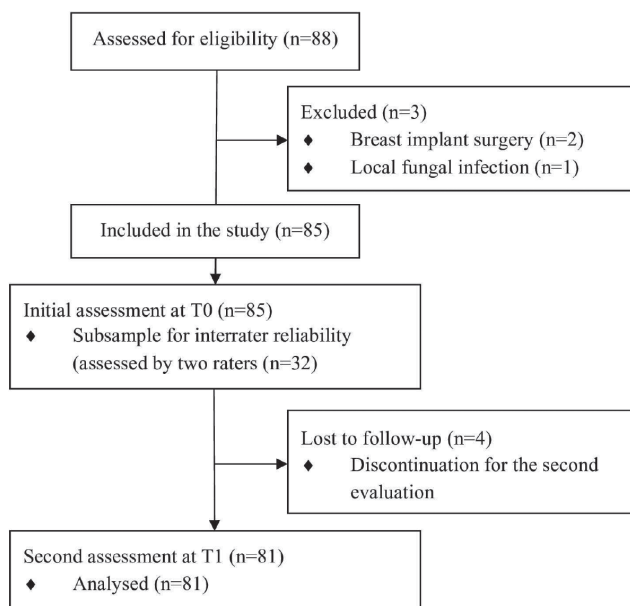 Assessed for eligibility (n=88)
Excluded (n=3)
♦ Breast implant surgery (n=2)
♦ Local fungal infection (n=1)
Included in the study (n=85)
Initial assessment at T0 (n=85)
♦ Subsample for interrater reliability
(assessed by two raters (n=32)
Lost to follow-up (n=4)
♦ Discontinuation for the second
evaluation
Second assessment at T1 (n=81)
♦ Analysed (n=81)